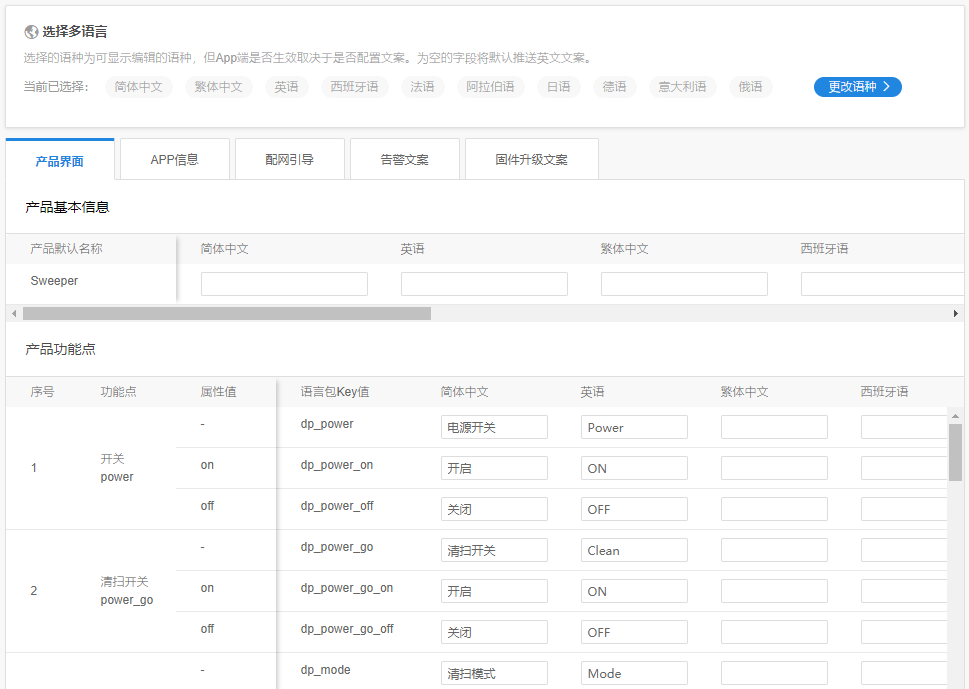 选择多语言
选择的语种为可显示编辑的语种，但App端是否生效取决于是否配置文案。为空的字段将默认推送英文文案。
当前已选择： 简体中文 繁体中文 英语 西班牙语 法语 阿拉伯语 日语 德语 意大利语 俄语 更改语种
产品界面 APP信息 配网引导 告警文案 固件升级文案
产品基本信息
产品默认名称 简体中文 英语 繁体中文 西班牙语
Sweeper
产品功能点
序号 功能点 属性值 语言包Key值 简体中文 英语 繁体中文 西班牙语
- dp_power 电源开关 Power
1 开关 power on dp_power_on 开启 ON
off dp_power_off 关闭 OFF
- dp_power_go 清扫开关 Clean
2 清扫开关 power_go on dp_power_go_on 开启 ON
off dp_power_go_off 关闭 OFF
- dp_mode 清扫模式 Mode